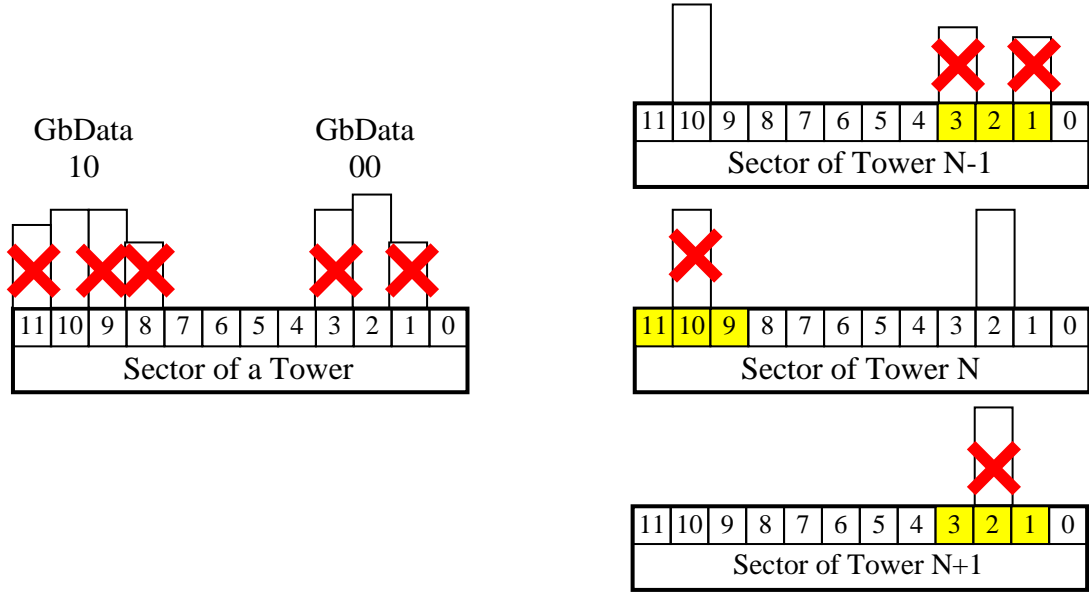 GbData
10
GbData
00
11 10 9 8 7 6 5 4 3 2 1 0
Sector of a Tower
11 10 9 8 7 6 5 4 3 2 1 0
Sector of Tower N-1
11 10 9 8 7 6 5 4 3 2 1 0
Sector of Tower N
11 10 9 8 7 6 5 4 3 2 1 0
Sector of Tower N+1